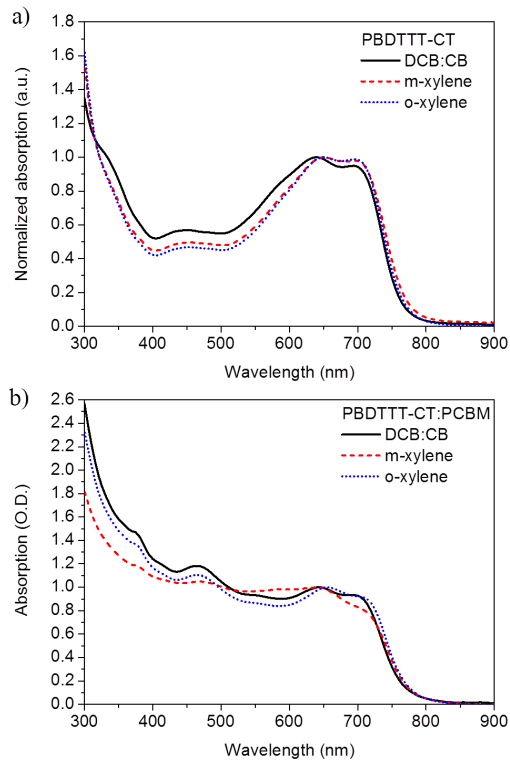 a)
1.8
1.6
1.4
1.2
1.0
0.8
0.6
0.4
0.2
0.0
Normalized absorption (a.u.)
PBDTTT-CT
DCB:CB
m-xylene
o-xylene
300 400 500 600 700 800 900
Wavelength (nm)
b)
2.6
2.4
2.2
2.0
1.8
1.6
1.4
1.2
1.0
0.8
0.6
0.4
0.2
0.0
Absorption (O.D.)
PBDTTT-CT:PCBM
DCB:CB
m-xylene
o-xylene
300 400 500 600 700 800 900
Wavelength (nm)